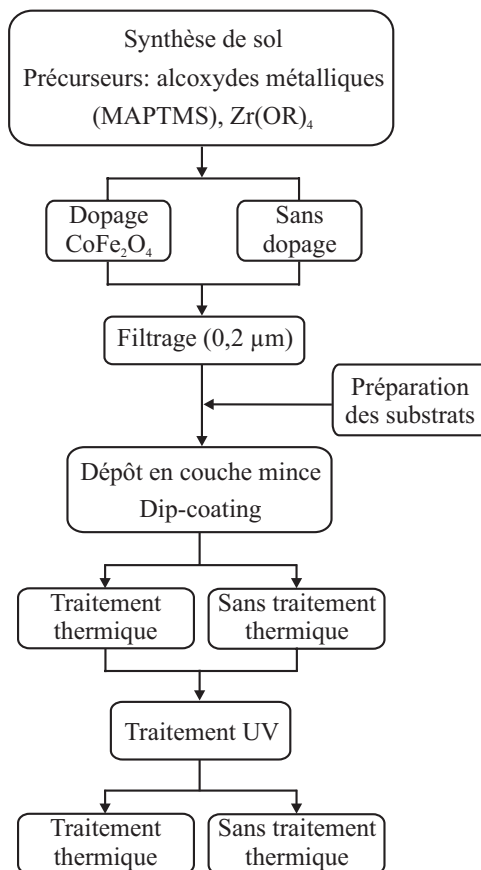 Synthèse de sol
Précurseurs: alcoxydes métalliques
(MAPTMS), Zr(OR)₄
Dopage
CoFe₂O₄
Sans
dopage
Filtrage (0,2 µm)
Préparation
des substrats
Dépôt en couche mince
Dip-coating
Traitement
thermique
Sans traitement
thermique
Traitement UV
Traitement
thermique
Sans traitement
thermique